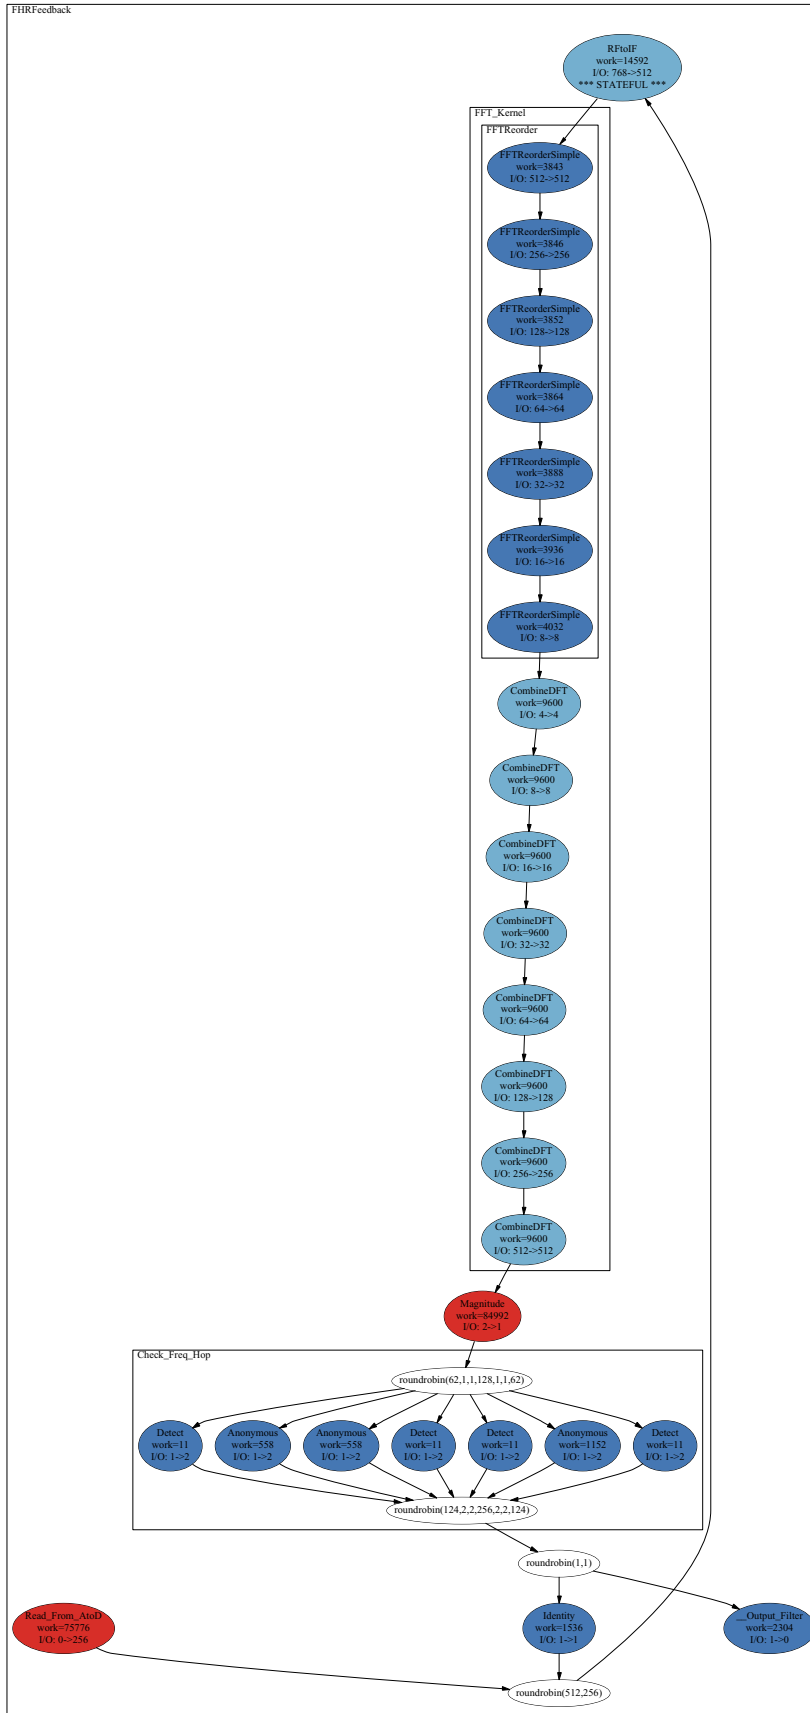 FHRFeedback
RFtoIF
work=14592
I/O: 768->512
*** STATEFUL ***
FFT_Kernel
FFTReorder
FFTReorderSimple
work=3843
I/O: 512->512
FFTReorderSimple
work=3846
I/O: 256->256
FFTReorderSimple
work=3852
I/O: 128->128
FFTReorderSimple
work=3864
I/O: 64->64
FFTReorderSimple
work=3888
I/O: 32->32
FFTReorderSimple
work=3936
I/O: 16->16
FFTReorderSimple
work=4032
I/O: 8->8
CombineDFT
work=9600
I/O: 4->4
CombineDFT
work=9600
I/O: 8->8
CombineDFT
work=9600
I/O: 16->16
CombineDFT
work=9600
I/O: 32->32
CombineDFT
work=9600
I/O: 64->64
CombineDFT
work=9600
I/O: 128->128
CombineDFT
work=9600
I/O: 256->256
CombineDFT
work=9600
I/O: 512->512
Magnitude
work=84992
I/O: 2->1
Check_Freq_Hop
roundrobin(62,1,1,128,1,1,62)
Detect
work=11
I/O: 1->2
Anonymous
work=558
I/O: 1->2
Anonymous
work=558
I/O: 1->2
Detect
work=11
I/O: 1->2
Detect
work=11
I/O: 1->2
Anonymous
work=1152
I/O: 1->2
Detect
work=11
I/O: 1->2
roundrobin(124,2,2,256,2,2,124)
roundrobin(1,1)
Read_From_AtoD
work=75776
I/O: 0->256
Identity
work=1536
I/O: 1->1
__Output_Filter
work=2304
I/O: 1->0
roundrobin(512,256)